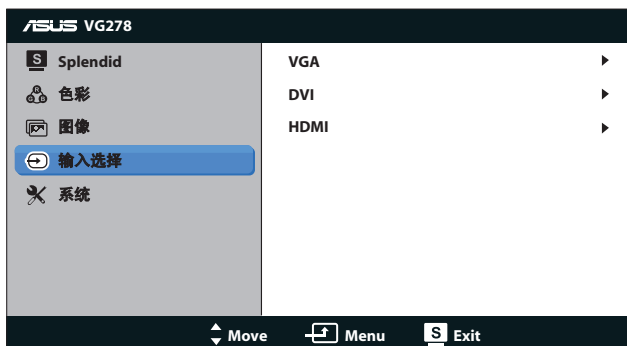 ASUS VG278
S Splendid
色彩
图像
输入选择
系统
VGA
DVI
HDMI
Move
Menu
S Exit